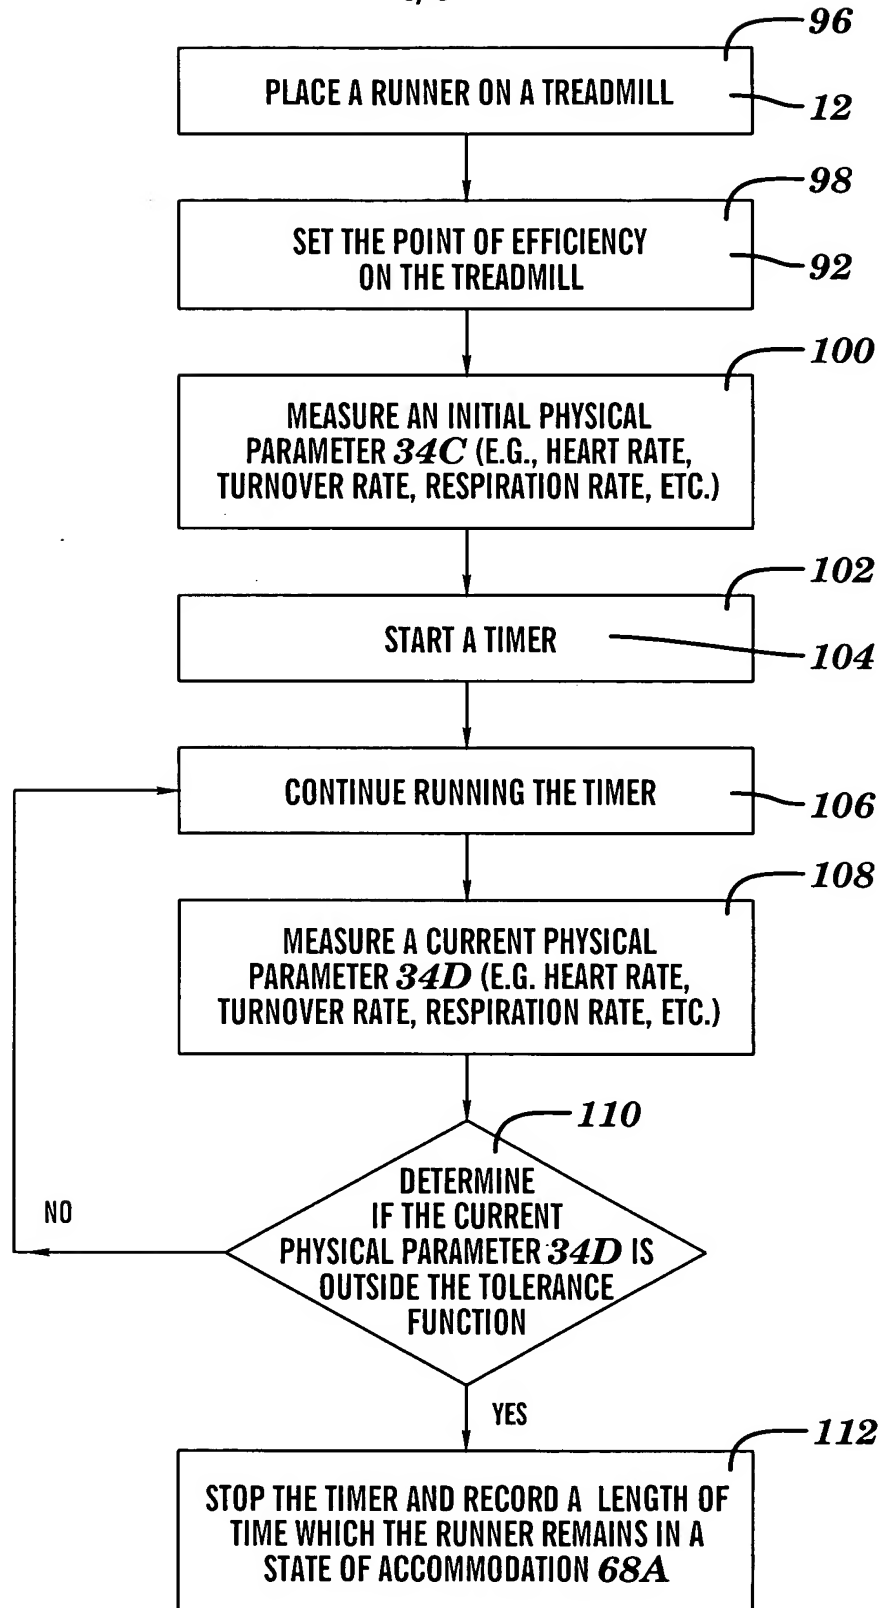 96
PLACE A RUNNER ON A TREADMILL
12
98
SET THE POINT OF EFFICIENCY
ON THE TREADMILL
92
100
MEASURE AN INITIAL PHYSICAL
PARAMETER 34C (E.G., HEART RATE,
TURNOVER RATE, RESPIRATION RATE, ETC.)
102
START A TIMER
104
CONTINUE RUNNING THE TIMER
106
108
MEASURE A CURRENT PHYSICAL
PARAMETER 34D (E.G. HEART RATE,
TURNOVER RATE, RESPIRATION RATE, ETC.)
110
DETERMINE
IF THE CURRENT
PHYSICAL PARAMETER 34D IS
OUTSIDE THE TOLERANCE
FUNCTION
NO
YES
112
STOP THE TIMER AND RECORD A LENGTH OF
TIME WHICH THE RUNNER REMAINS IN A
STATE OF ACCOMMODATION 68A